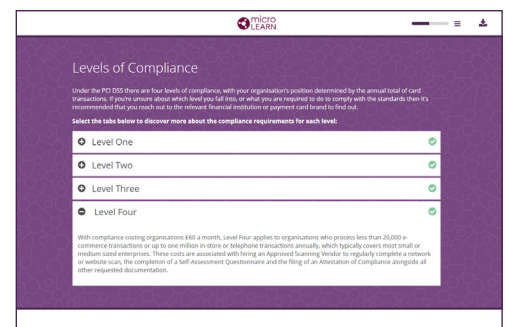 micro
LEARN
Levels of Compliance
Under the PCI DSS there are four levels of compliance, with your organisation's position determined by the annual total of card
transactions. If you're unsure about which level you fall into, or what you are required to do to comply with the standards then it's
recommended that you reach out to the relevant financial institution or payment card brand to find out.
Select the tabs below to discover more about the compliance requirements for each level:
Level One
Level Two
Level Three
Level Four
With compliance costing organisations £60 a month, Level Four applies to organisations who process less than 20,000 e-
commerce transactions or up to one million in-store or telephone transactions annually, which typically covers most small or
medium sized enterprises. These costs are associated with hiring an Approved Scanning Vendor to regularly complete a network
or website scan, the completion of a Self-Assessment Questionnaire and the filing of an Attestation of Compliance alongside all
other requested documentation.